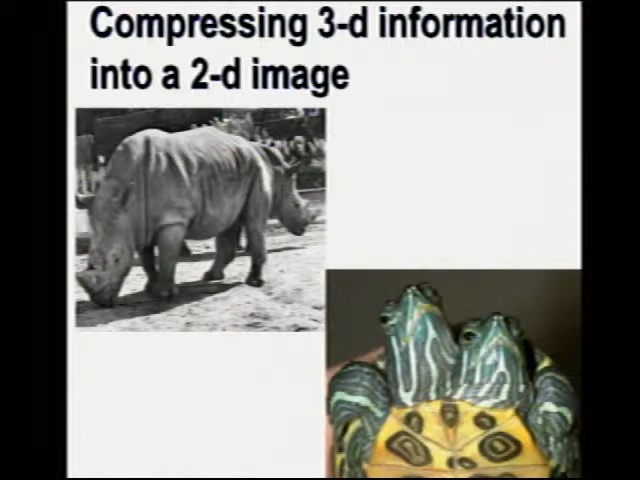 Compressing 3-d information
into a 2-d image